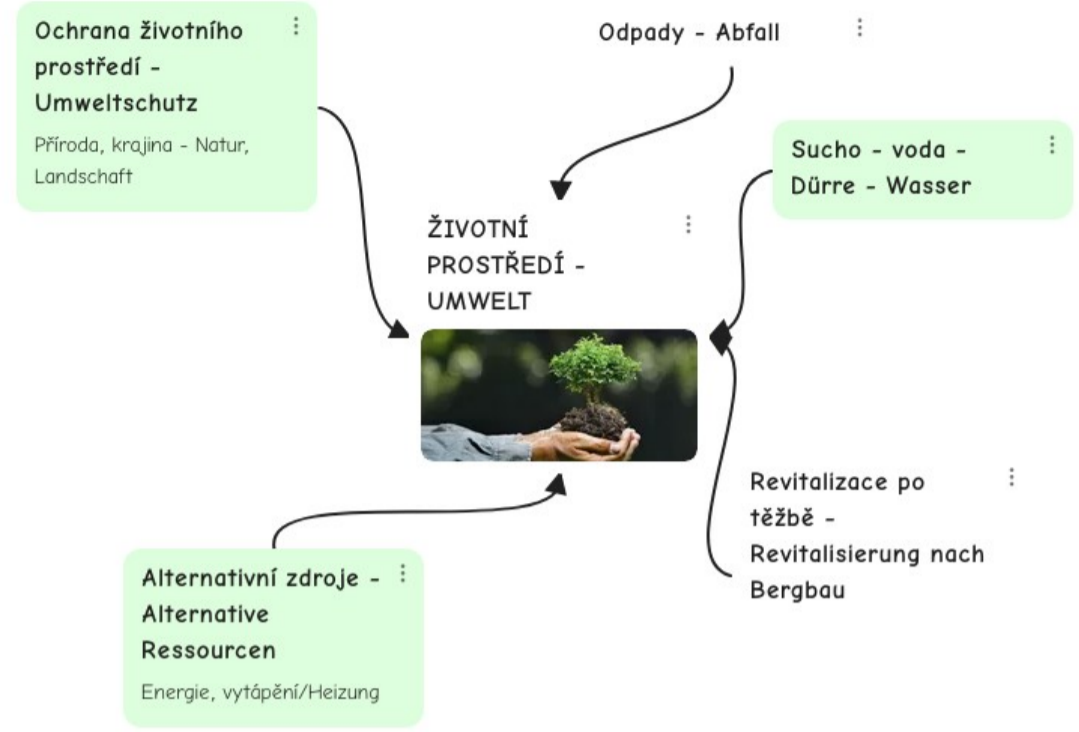 Ochrana životního
prostředí -
Umweltschutz
Příroda, krajina - Natur,
Landschaft
Odpady - Abfall
Sucho - voda -
Dürre - Wasser
ŽIVOTNÍ
PROSTŘEDÍ -
UMWELT
Revitalizace po
těžbě -
Revitalisierung nach
Bergbau
Alternativní zdroje -
Alternative
Ressourcen
Energie, vytápění/Heizung